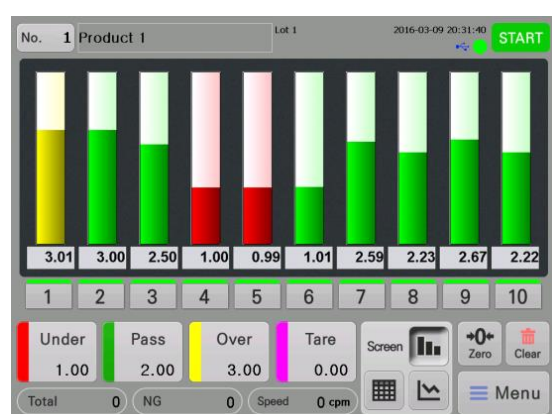 No. 1 Product 1 Lot 1 2016-03-09 20:31:40 START
3.01 3.00 2.50 1.00 0.99 1.01 2.59 2.23 2.67 2.22
1 2 3 4 5 6 7 8 9 10
Under Pass Over Tare Screen →0← Zero Clear
1.00 2.00 3.00 0.00
Menu
Total 0 NG 0 Speed 0 cpm